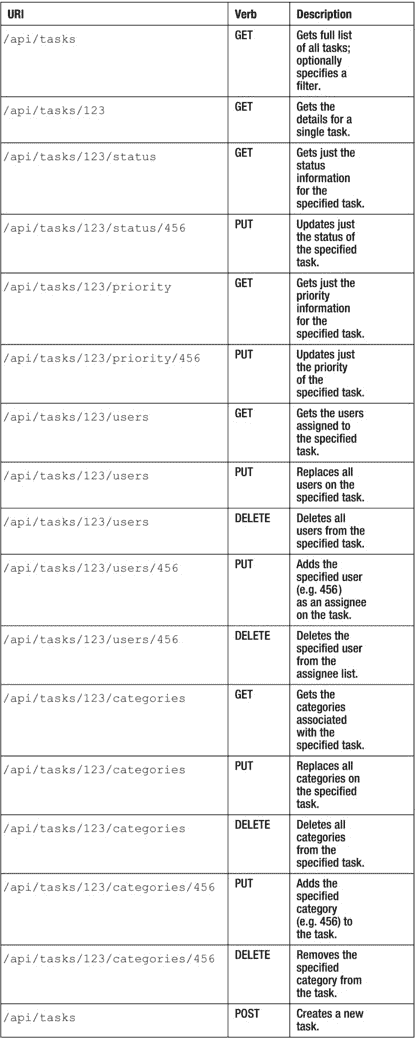 URI Verb Description
/api/tasks GET Gets full list
of all tasks;
optionally
specifies a
filter.
/api/tasks/123 GET Gets the
details for a
single task.
/api/tasks/123/status GET Gets just the
status
information
for the
specified task.
/api/tasks/123/status/456 PUT Updates just
the status of
the specified
task.
/api/tasks/123/priority GET Gets just the
priority
information
for the
specified task.
/api/tasks/123/priority/456 PUT Updates just
the priority
of the
specified task.
/api/tasks/123/users GET Gets the users
assigned to
the specified
task.
/api/tasks/123/users PUT Replaces all
users on the
specified task.
/api/tasks/123/users DELETE Deletes all
users from the
specified task.
/api/tasks/123/users/456 PUT Adds the
specified user
(e.g. 456)
as an assignee
on the task.
/api/tasks/123/users/456 DELETE Deletes the
specified user
from the
assignee list.
/api/tasks/123/categories GET Gets the
categories
associated
with the
specified task.
/api/tasks/123/categories PUT Replaces all
categories on
the specified
task.
/api/tasks/123/categories DELETE Deletes all
categories
from the
specified task.
/api/tasks/123/categories/456 PUT Adds the
specified
category
(e.g. 456) to
the task.
/api/tasks/123/categories/456 DELETE Removes the
specified
category from
the task.
/api/tasks POST Creates a new
task.